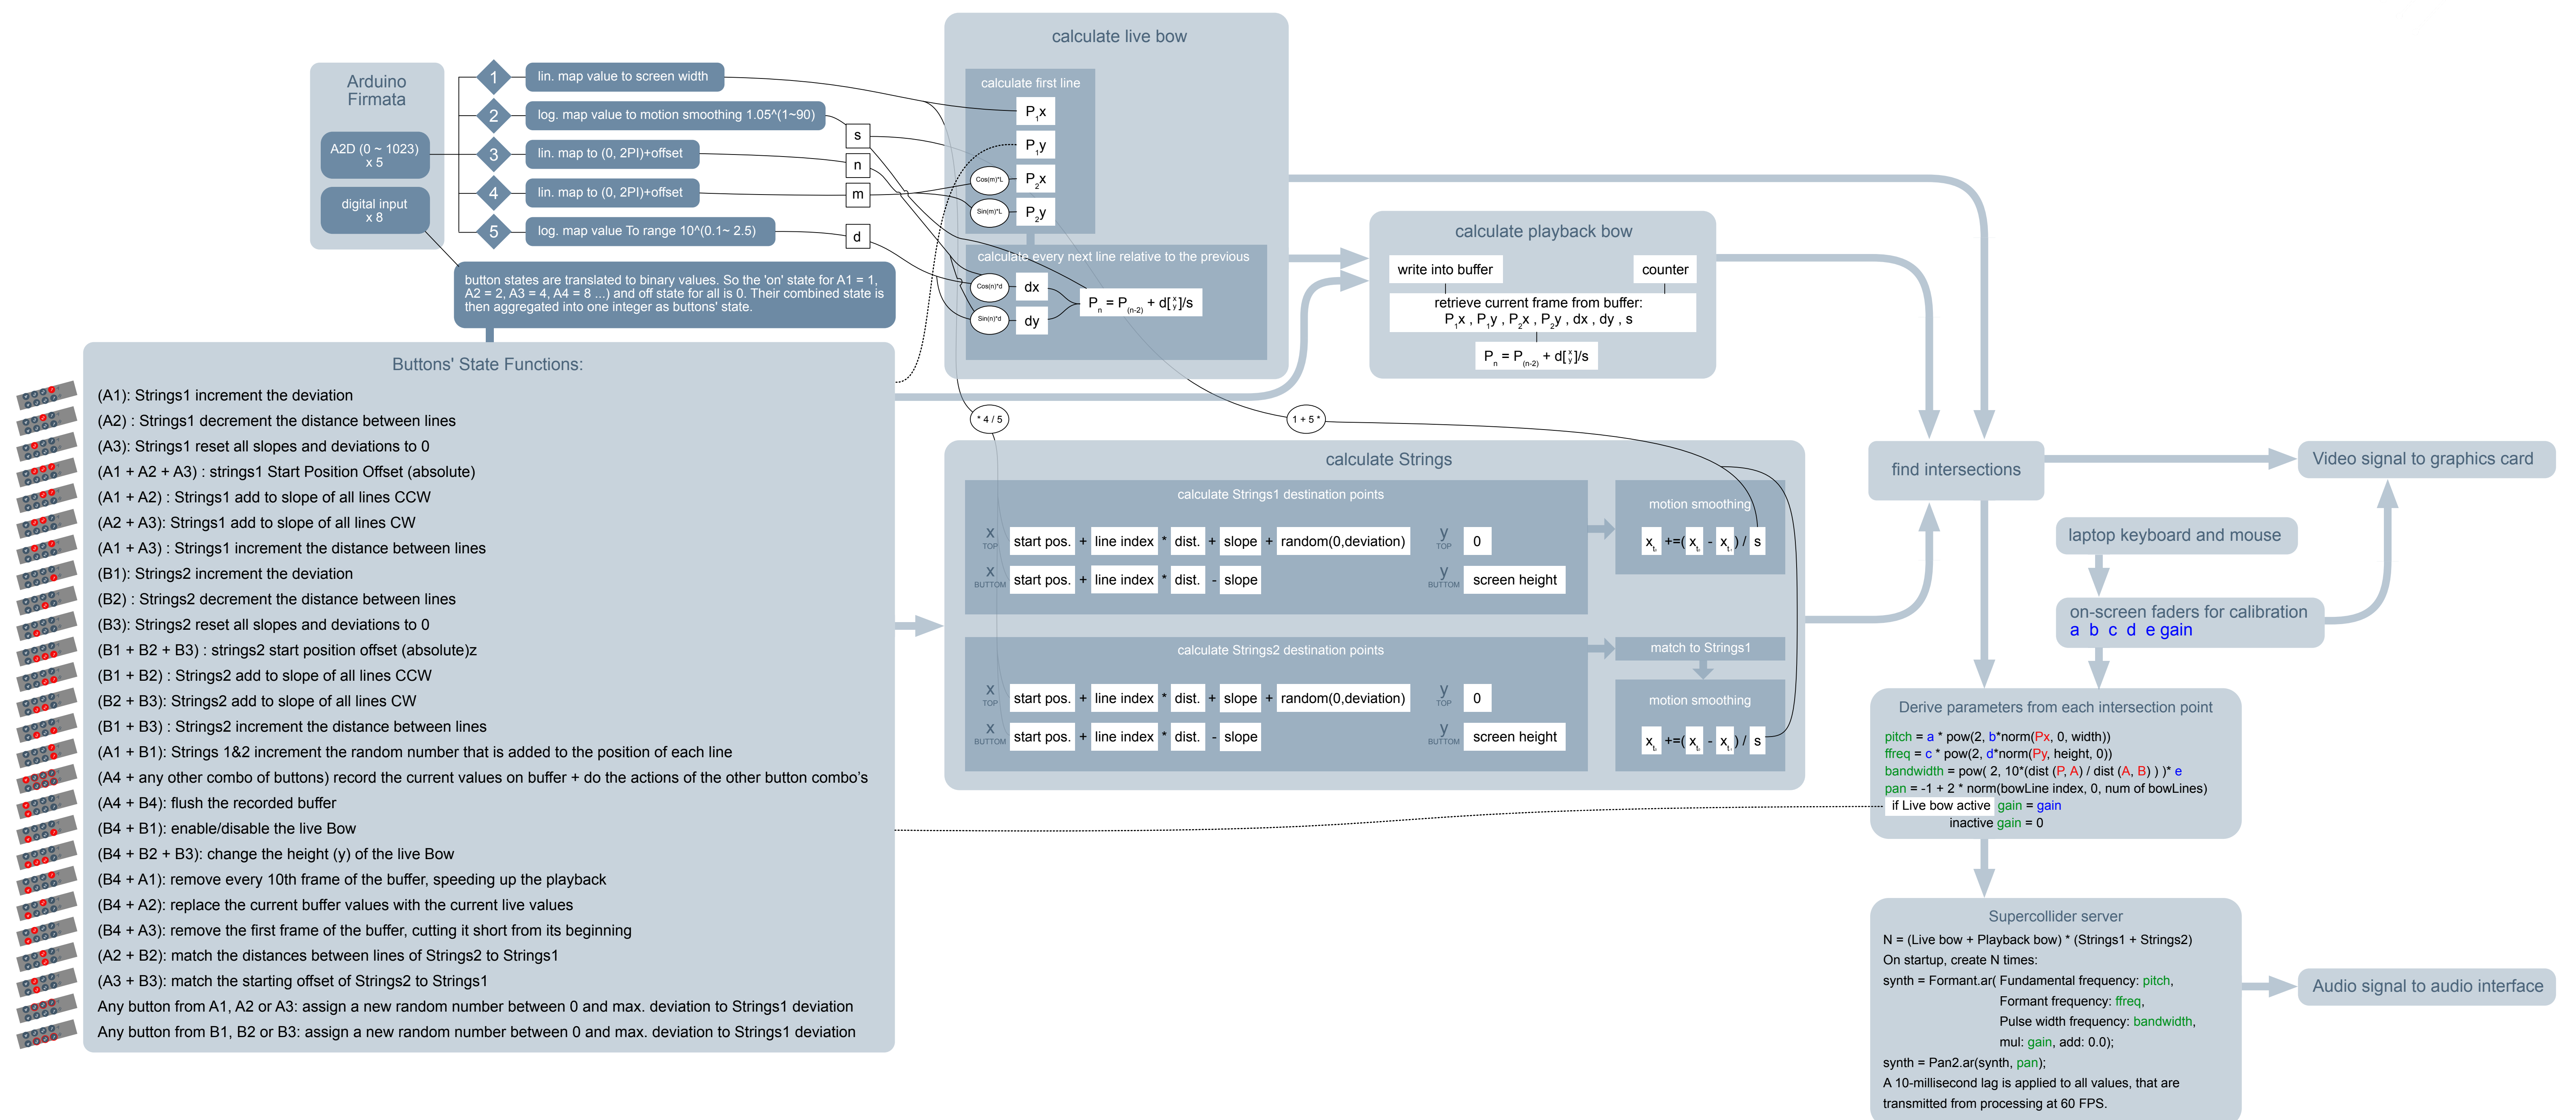 Arduino
Firmata
A2D (0 ~ 1023)
x 5
digital input
x 8
1
lin. map value to screen width
2
log. map value to motion smoothing 1.05^(1~90)
3
lin. map to (0, 2PI)+offset
4
lin. map to (0, 2PI)+offset
5
log. map value To range 10^(0.1~ 2.5)
s
n
m
d
button states are translated to binary values. So the 'on' state for A1 = 1,
A2 = 2, A3 = 4, A4 = 8 ...) and off state for all is 0. Their combined state is
then aggregated into one integer as buttons' state.
Buttons' State Functions:
(A1): Strings1 increment the deviation
(A2) : Strings1 decrement the distance between lines
(A3): Strings1 reset all slopes and deviations to 0
(A1 + A2 + A3) : strings1 Start Position Offset (absolute)
(A1 + A2) : Strings1 add to slope of all lines CCW
(A2 + A3): Strings1 add to slope of all lines CW
(A1 + A3) : Strings1 increment the distance between lines
(B1): Strings2 increment the deviation
(B2) : Strings2 decrement the distance between lines
(B3): Strings2 reset all slopes and deviations to 0
(B1 + B2 + B3) : strings2 start position offset (absolute)z
(B1 + B2) : Strings2 add to slope of all lines CCW
(B2 + B3): Strings2 add to slope of all lines CW
(B1 + B3) : Strings2 increment the distance between lines
(A1 + B1): Strings 1&2 increment the random number that is added to the position of each line
(A4 + any other combo of buttons) record the current values on buffer + do the actions of the other button combo's
(A4 + B4): flush the recorded buffer
(B4 + B1): enable/disable the live Bow
(B4 + B2 + B3): change the height (y) of the live Bow
(B4 + A1): remove every 10th frame of the buffer, speeding up the playback
(B4 + A2): replace the current buffer values with the current live values
(B4 + A3): remove the first frame of the buffer, cutting it short from its beginning
(A2 + B2): match the distances between lines of Strings2 to Strings1
(A3 + B3): match the starting offset of Strings2 to Strings1
Any button from A1, A2 or A3: assign a new random number between 0 and max. deviation to Strings1 deviation
Any button from B1, B2 or B3: assign a new random number between 0 and max. deviation to Strings1 deviation
calculate live bow
calculate first line
P1x
P1y
Cos(m)*L
P2x
Sin(m)*L
P2y
calculate every next line relative to the previous
Cos(n)*d
dx
Sin(n)*d
dy
Pn = P(n-2) + d[x y]/s
* 4 / 5
1 + 5 *
calculate playback bow
write into buffer
counter
retrieve current frame from buffer:
P1x , P1y , P2x , P2y , dx , dy , s
Pn = P(n-2) + d[x y]/s
calculate Strings
calculate Strings1 destination points
x TOP start pos. + line index * dist. + slope + random(0,deviation) y TOP 0
x BUTTOM start pos. + line index * dist. - slope y BUTTOM screen height
motion smoothing
xt +=( xt - xt ) / s
calculate Strings2 destination points
x TOP start pos. + line index * dist. + slope + random(0,deviation) y TOP 0
x BUTTOM start pos. + line index * dist. - slope y BUTTOM screen height
match to Strings1
motion smoothing
xt +=( xt - xt ) / s
find intersections
Video signal to graphics card
laptop keyboard and mouse
on-screen faders for calibration
a b c d e gain
Derive parameters from each intersection point
pitch = a * pow(2, b*norm(Px, 0, width))
ffreq = c * pow(2, d*norm(Py, height, 0))
bandwidth = pow( 2, 10*(dist (P, A) / dist (A, B) ) )* e
pan = -1 + 2 * norm(bowLine index, 0, num of bowLines)
if Live bow active gain = gain
inactive gain = 0
Supercollider server
N = (Live bow + Playback bow) * (Strings1 + Strings2)
On startup, create N times:
synth = Formant.ar( Fundamental frequency: pitch,
Formant frequency: ffreq,
Pulse width frequency: bandwidth,
mul: gain, add: 0.0);
synth = Pan2.ar(synth, pan);
A 10-millisecond lag is applied to all values, that are
transmitted from processing at 60 FPS.
Audio signal to audio interface